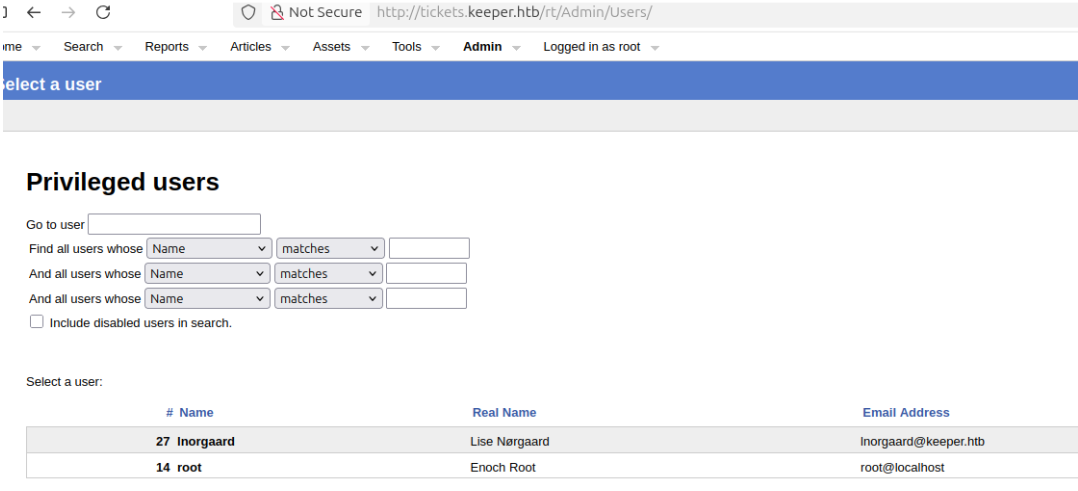 Not Secure http://tickets.keeper.htb/rt/Admin/Users/
Search Reports Articles Assets Tools Admin Logged in as root
Select a user
Privileged users
Go to user
Find all users whose Name matches
And all users whose Name matches
And all users whose Name matches
Include disabled users in search.
Select a user:
# Name Real Name Email Address
27 lnorgaard Lise Nørgaard lnorgaard@keeper.htb
14 root Enoch Root root@localhost